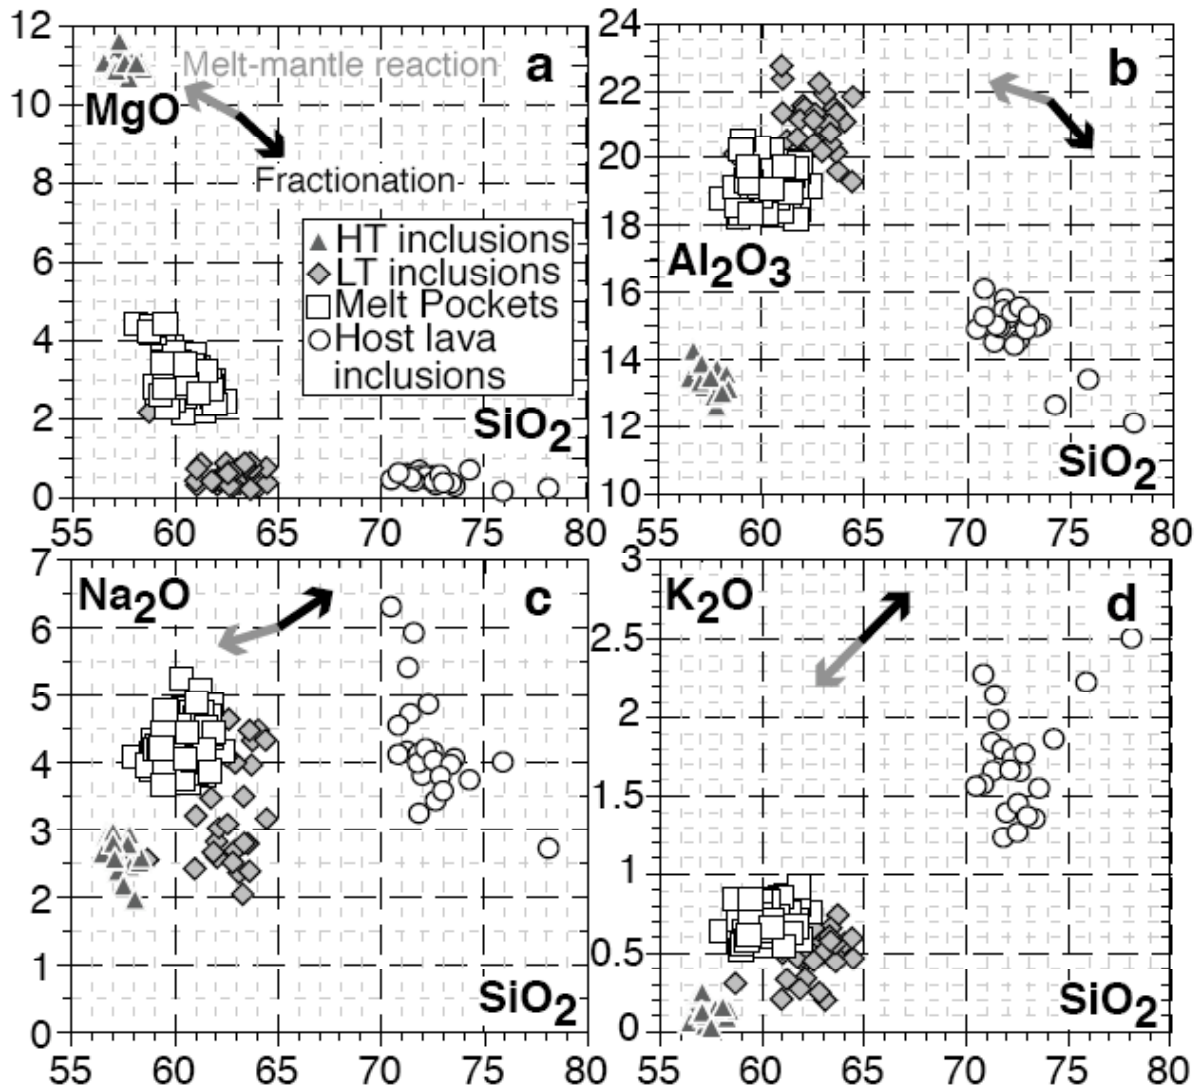 12
10
8
6
4
2
0
a
Melt-mantle reaction
MgO
Fractionation
HT inclusions
LT inclusions
Melt Pockets
Host lava
inclusions
SiO2
55 60 65 70 75 80
24
22
20
18
16
14
12
10
b
Al2O3
SiO2
55 60 65 70 75 80
7
6
5
4
3
2
1
0
Na2O
c
SiO2
55 60 65 70 75 80
3
2.5
2
1.5
1
0.5
0
K2O
d
SiO2
55 60 65 70 75 80